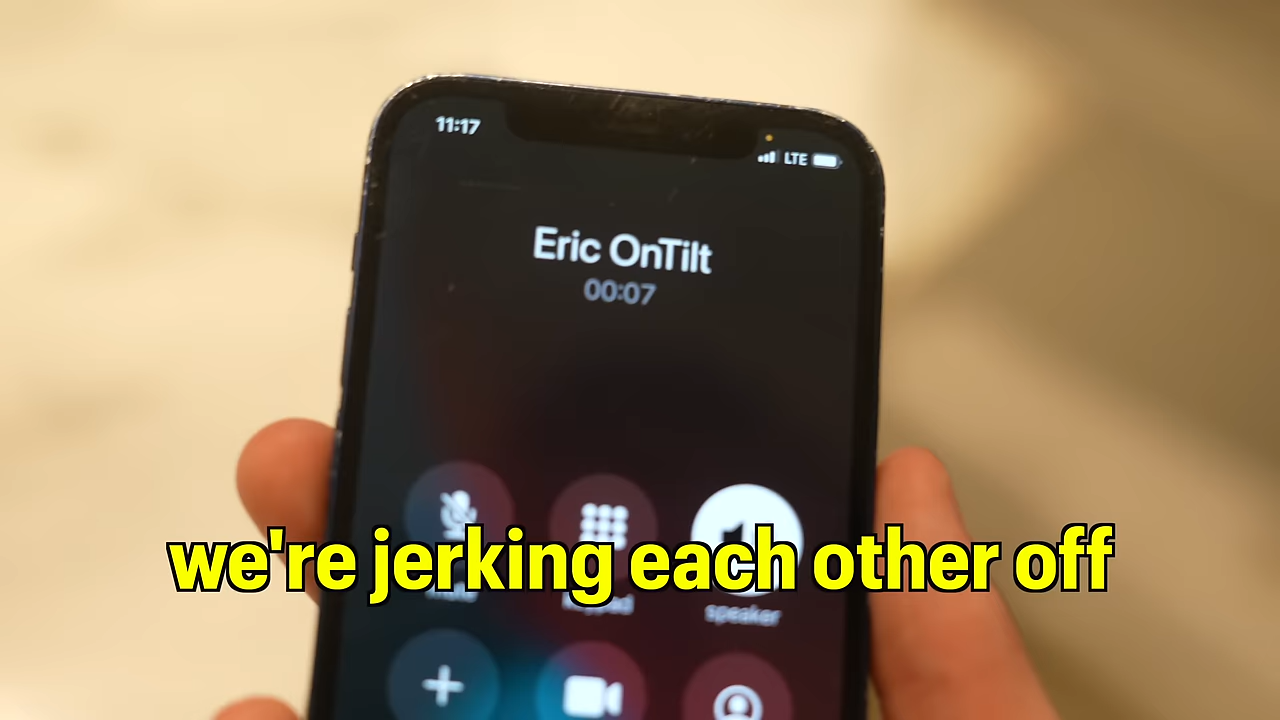 11:17
LTE
Eric OnTilt
00:07
we're jerking each other off
speaker